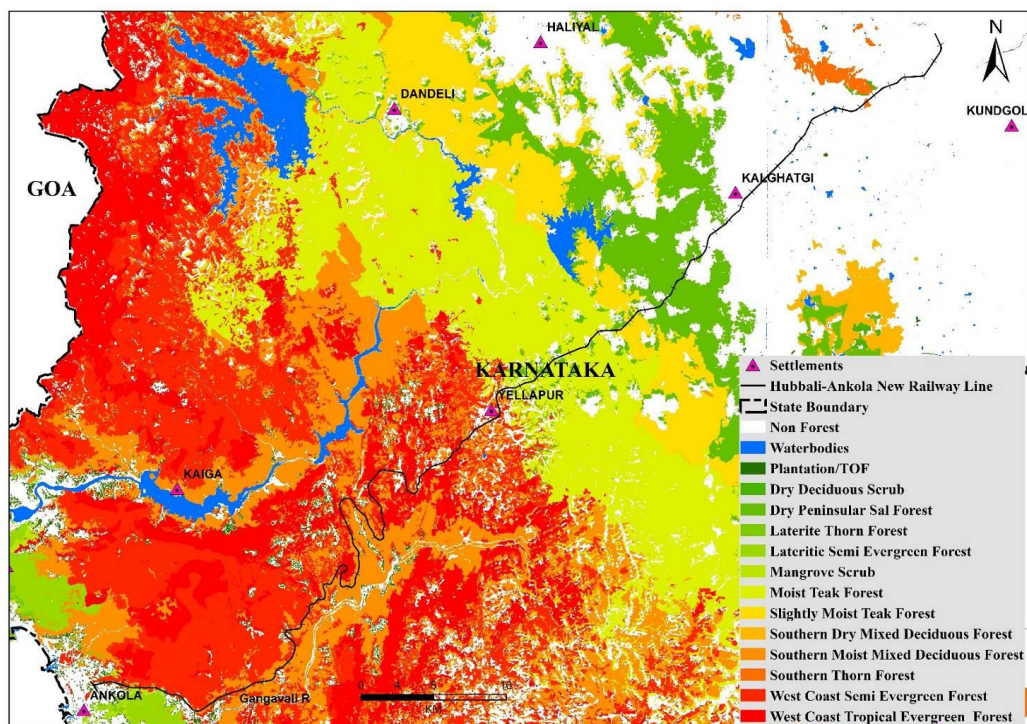 HALIYAL
N
DANDELI
KUNDGOL
GOA
KALGHATGI
KARNATAKA
YELLAPUR
KAIGA
ANKOLA
Gangavali R
KM
Settlements
Hubbali-Ankola New Railway Line
State Boundary
Non Forest
Waterbodies
Plantation/TOF
Dry Deciduous Scrub
Dry Peninsular Sal Forest
Laterite Thorn Forest
Lateritic Semi Evergreen Forest
Mangrove Scrub
Moist Teak Forest
Slightly Moist Teak Forest
Southern Dry Mixed Deciduous Forest
Southern Moist Mixed Deciduous Forest
Southern Thorn Forest
West Coast Semi Evergreen Forest
West Coast Tropical Evergreen Forest